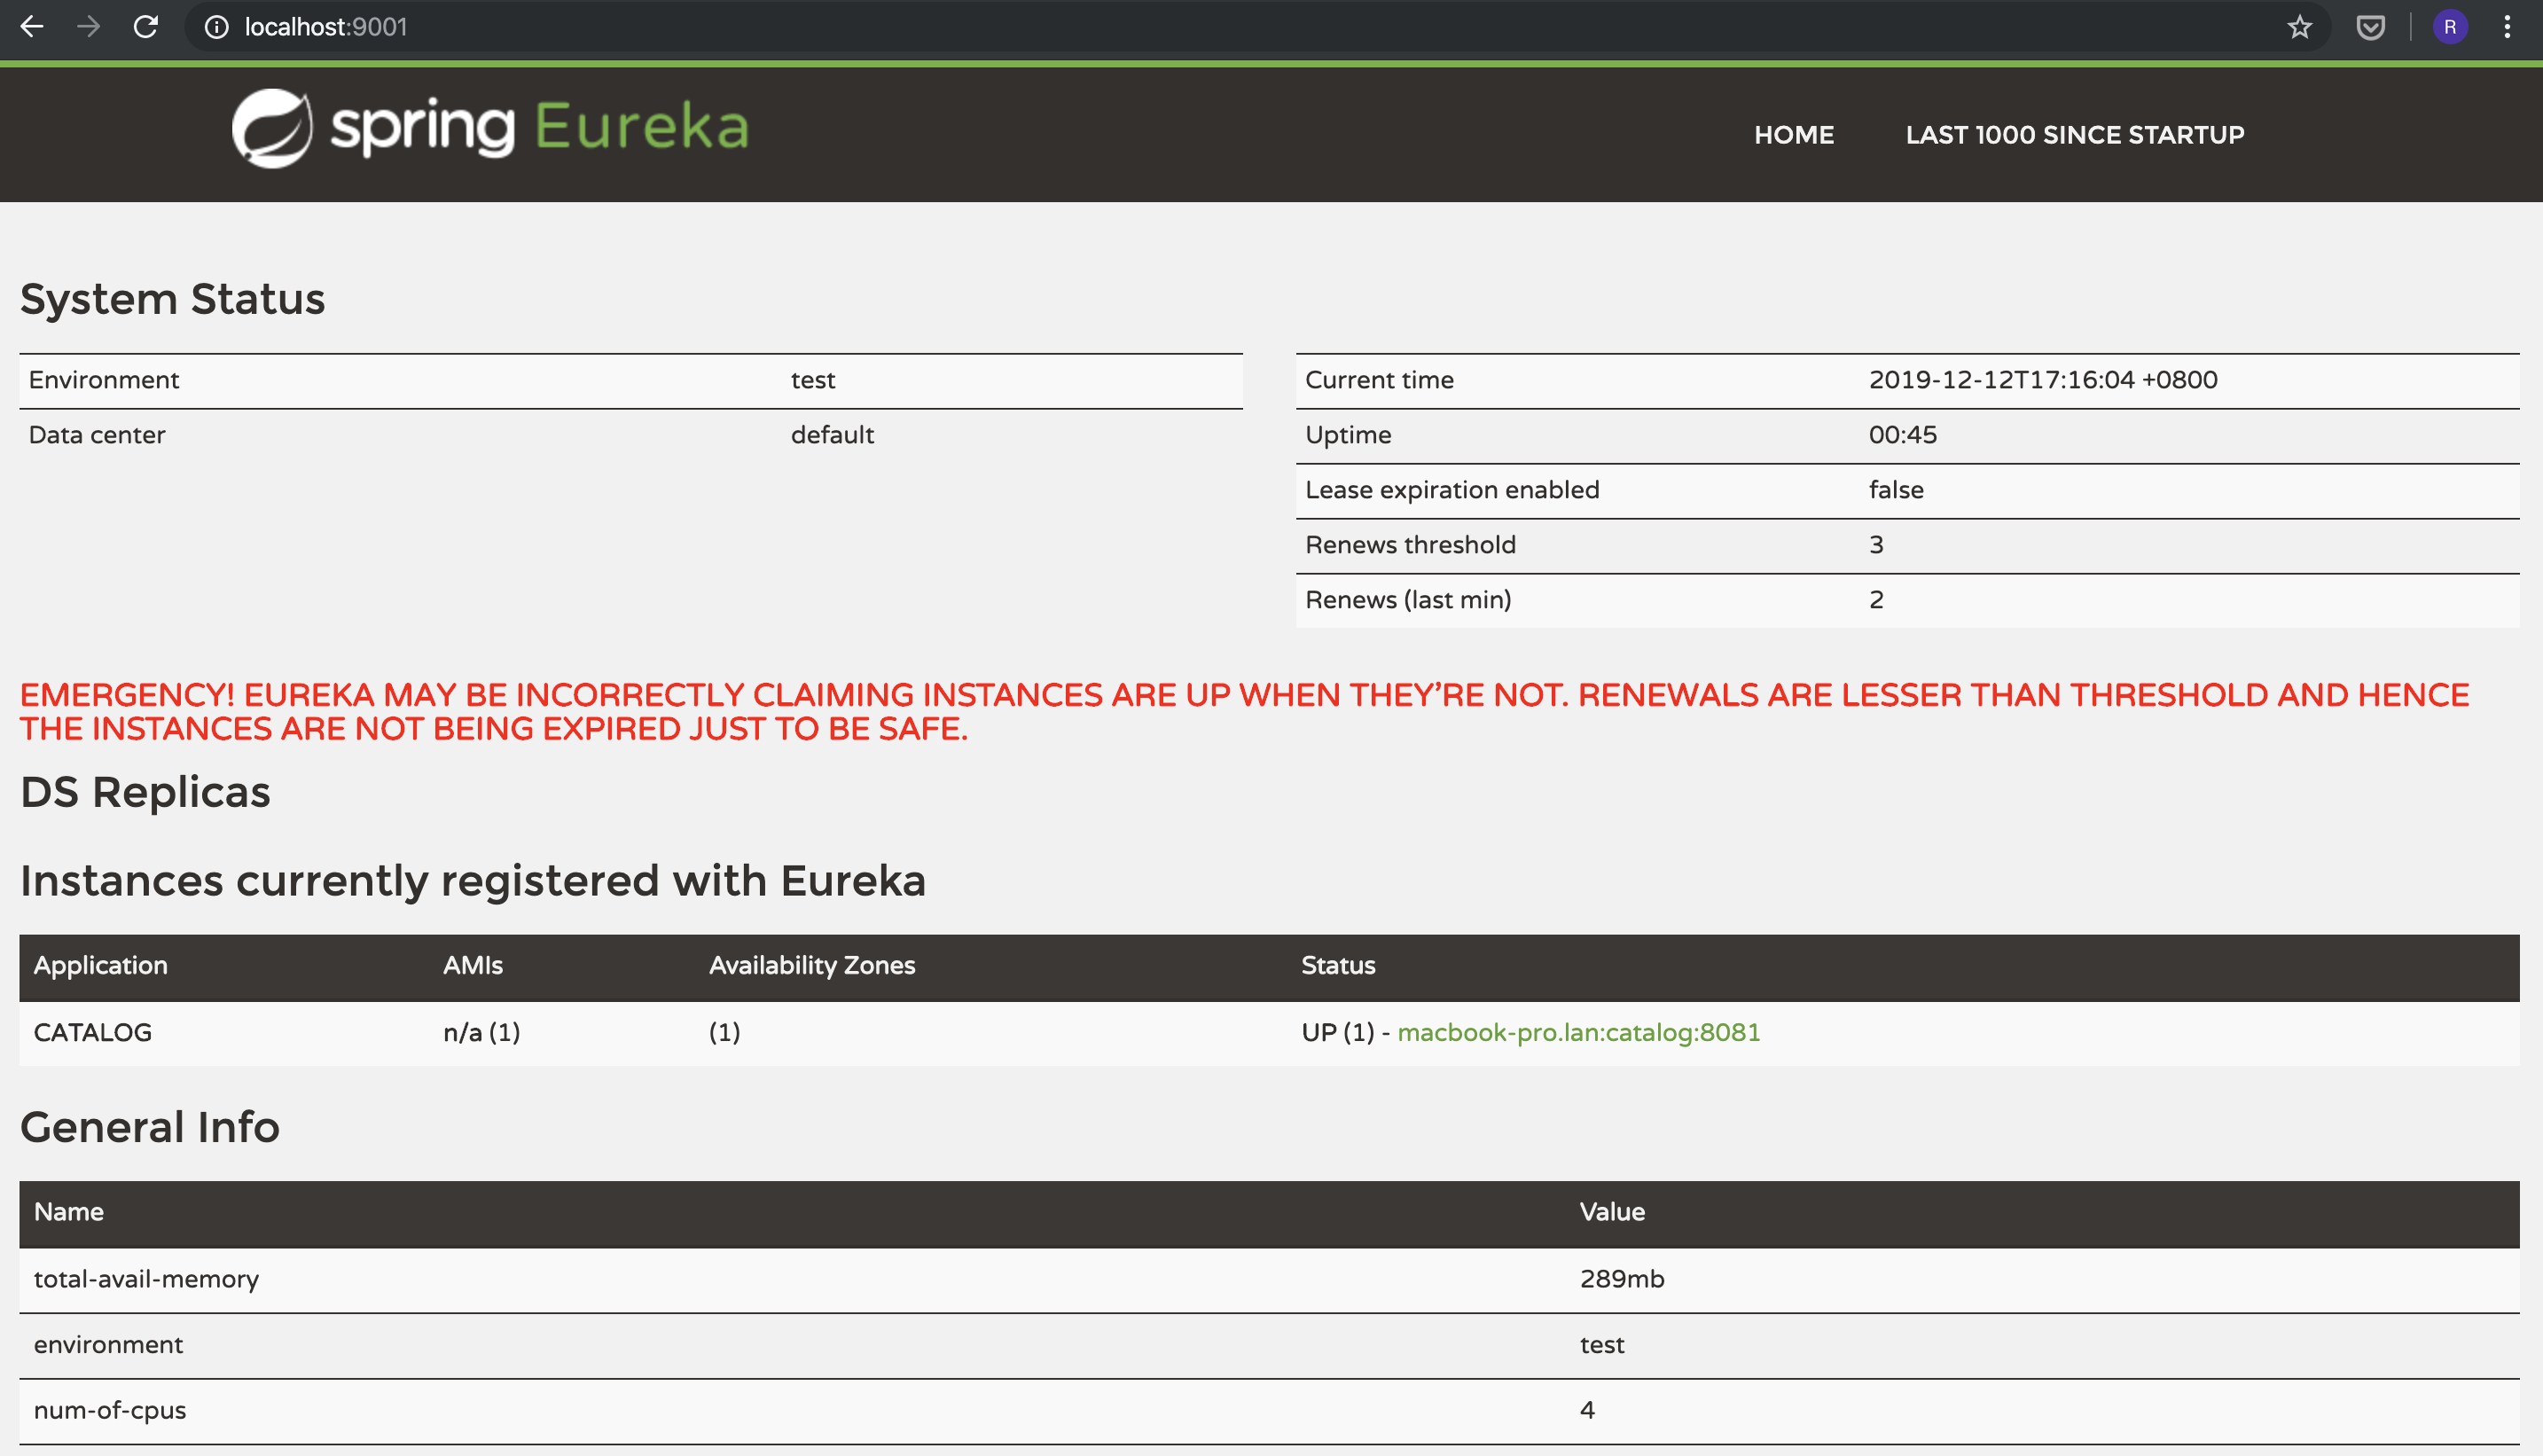 localhost:9001
R
spring Eureka
HOME LAST 1000 SINCE STARTUP
System Status
Environment test
Data center default
Current time 2019-12-12T17:16:04 +0800
Uptime 00:45
Lease expiration enabled false
Renews threshold 3
Renews (last min) 2
EMERGENCY! EUREKA MAY BE INCORRECTLY CLAIMING INSTANCES ARE UP WHEN THEY'RE NOT. RENEWALS ARE LESSER THAN THRESHOLD AND HENCE
THE INSTANCES ARE NOT BEING EXPIRED JUST TO BE SAFE.
DS Replicas
Instances currently registered with Eureka
Application AMIs Availability Zones Status
CATALOG n/a (1) (1) UP (1) - macbook-pro.lan:catalog:8081
General Info
Name Value
total-avail-memory 289mb
environment test
num-of-cpus 4